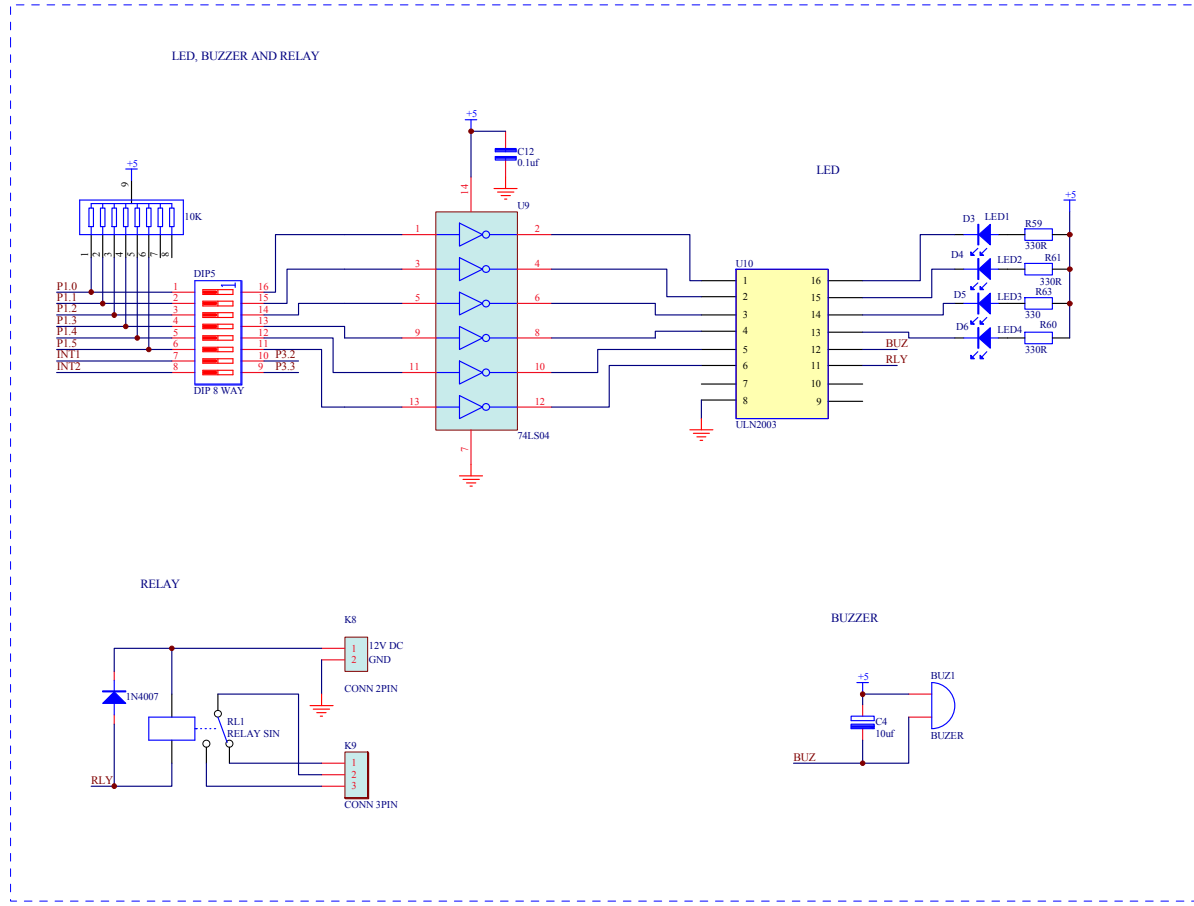 LED, BUZZER AND RELAY
+5
C12
0.1uf
14
U9
+5
9
10K
1 2 3 4 5 6 7 8
LED
+5
D3 LED1 R59
330R
D4 LED2 R61
330R
D5 LED3 R63
330
D6 LED4 R60
330R
DIP5
1
P1.0 1 16
P1.1 2 15
P1.2 3 14
P1.3 4 13
P1.4 5 12
P1.5 6 11
INT1 7 10 P3.2
INT2 8 9 P3.3
DIP 8 WAY
1 2
3 4
5 6
9 8
11 10
13 12
7
74LS04
U10
1 16
2 15
3 14
4 13
5 12 BUZ
6 11 RLY
7 10
8 9
ULN2003
RELAY
K8
1 12V DC
2 GND
CONN 2PIN
1N4007
RL1
RELAY SIN
K9
1
2
3
CONN 3PIN
RLY
BUZZER
+5
BUZ1
C4
10uf
BUZER
BUZ